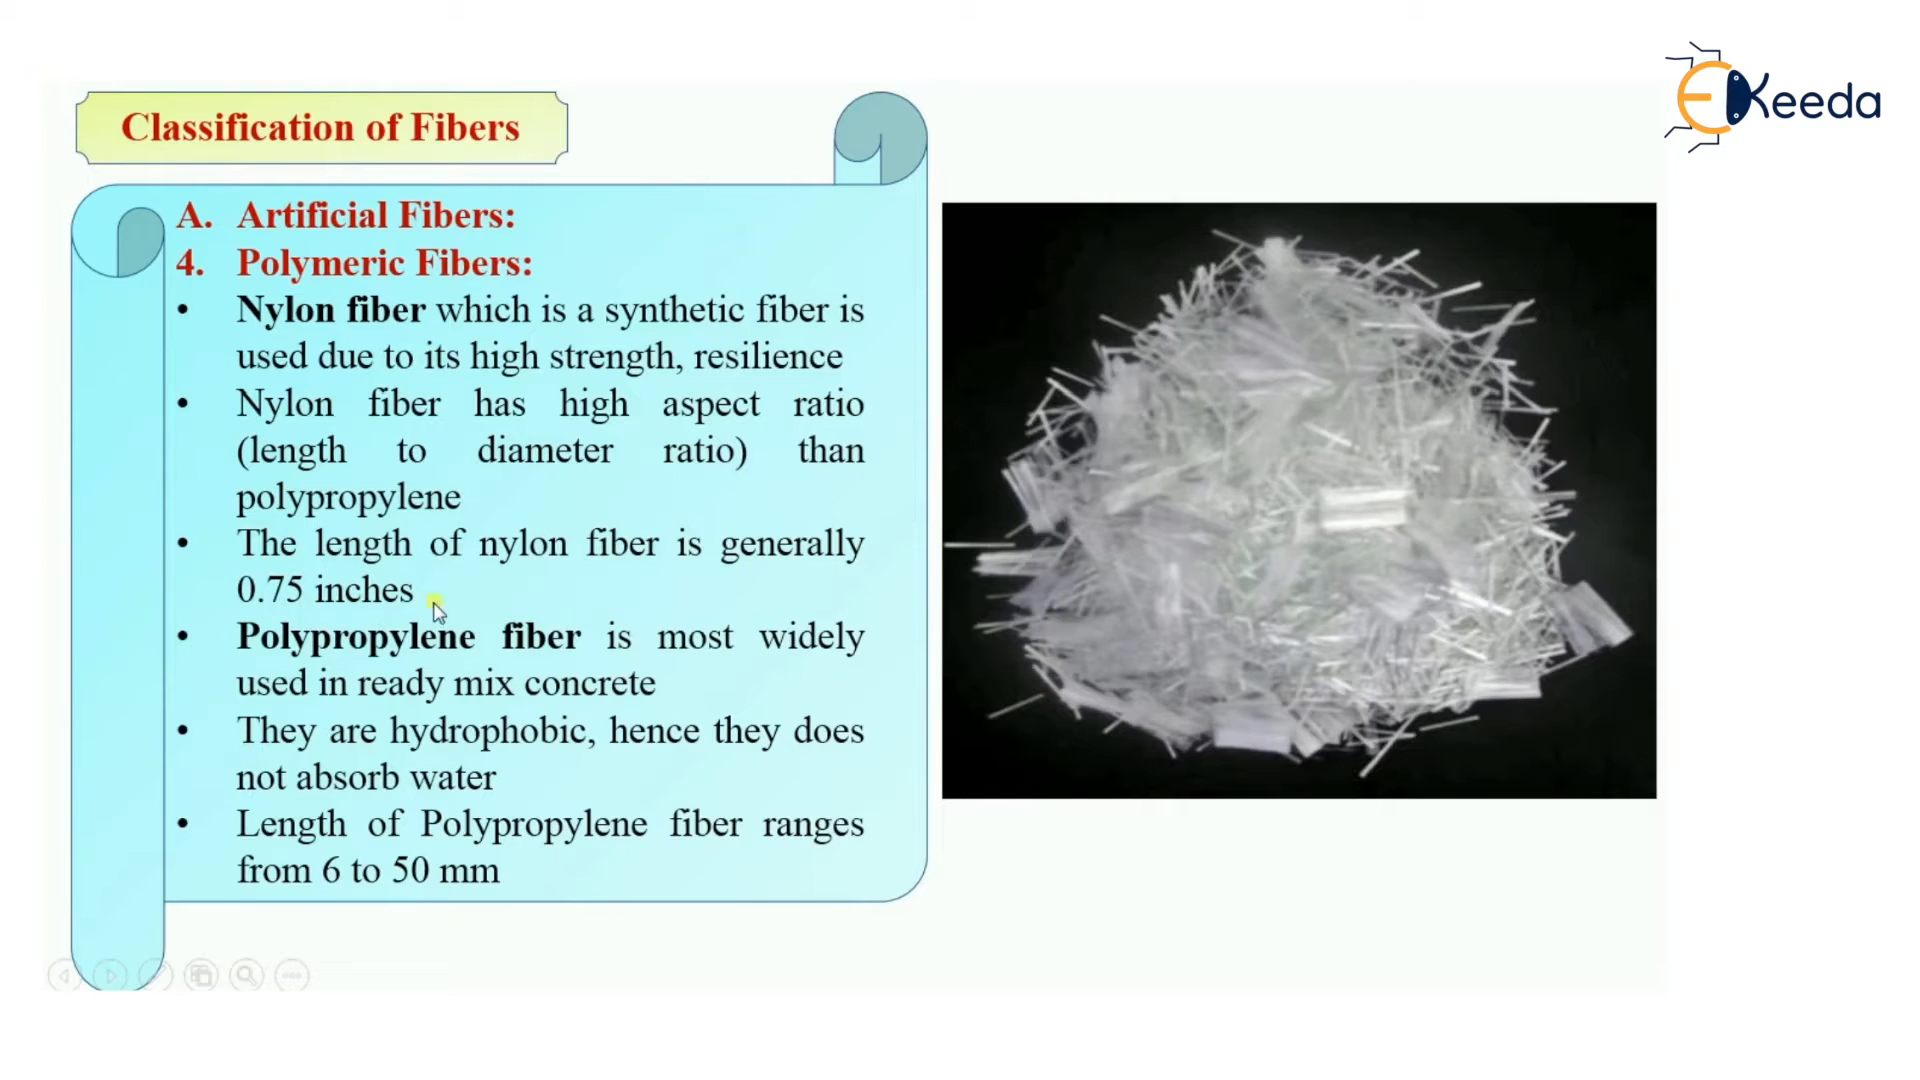 Classification of Fibers
EKeeda
A. Artificial Fibers:
4. Polymeric Fibers:
• Nylon fiber which is a synthetic fiber is
used due to its high strength, resilience
• Nylon fiber has high aspect ratio
(length to diameter ratio) than
polypropylene
• The length of nylon fiber is generally
0.75 inches
• Polypropylene fiber is most widely
used in ready mix concrete
• They are hydrophobic, hence they does
not absorb water
• Length of Polypropylene fiber ranges
from 6 to 50 mm